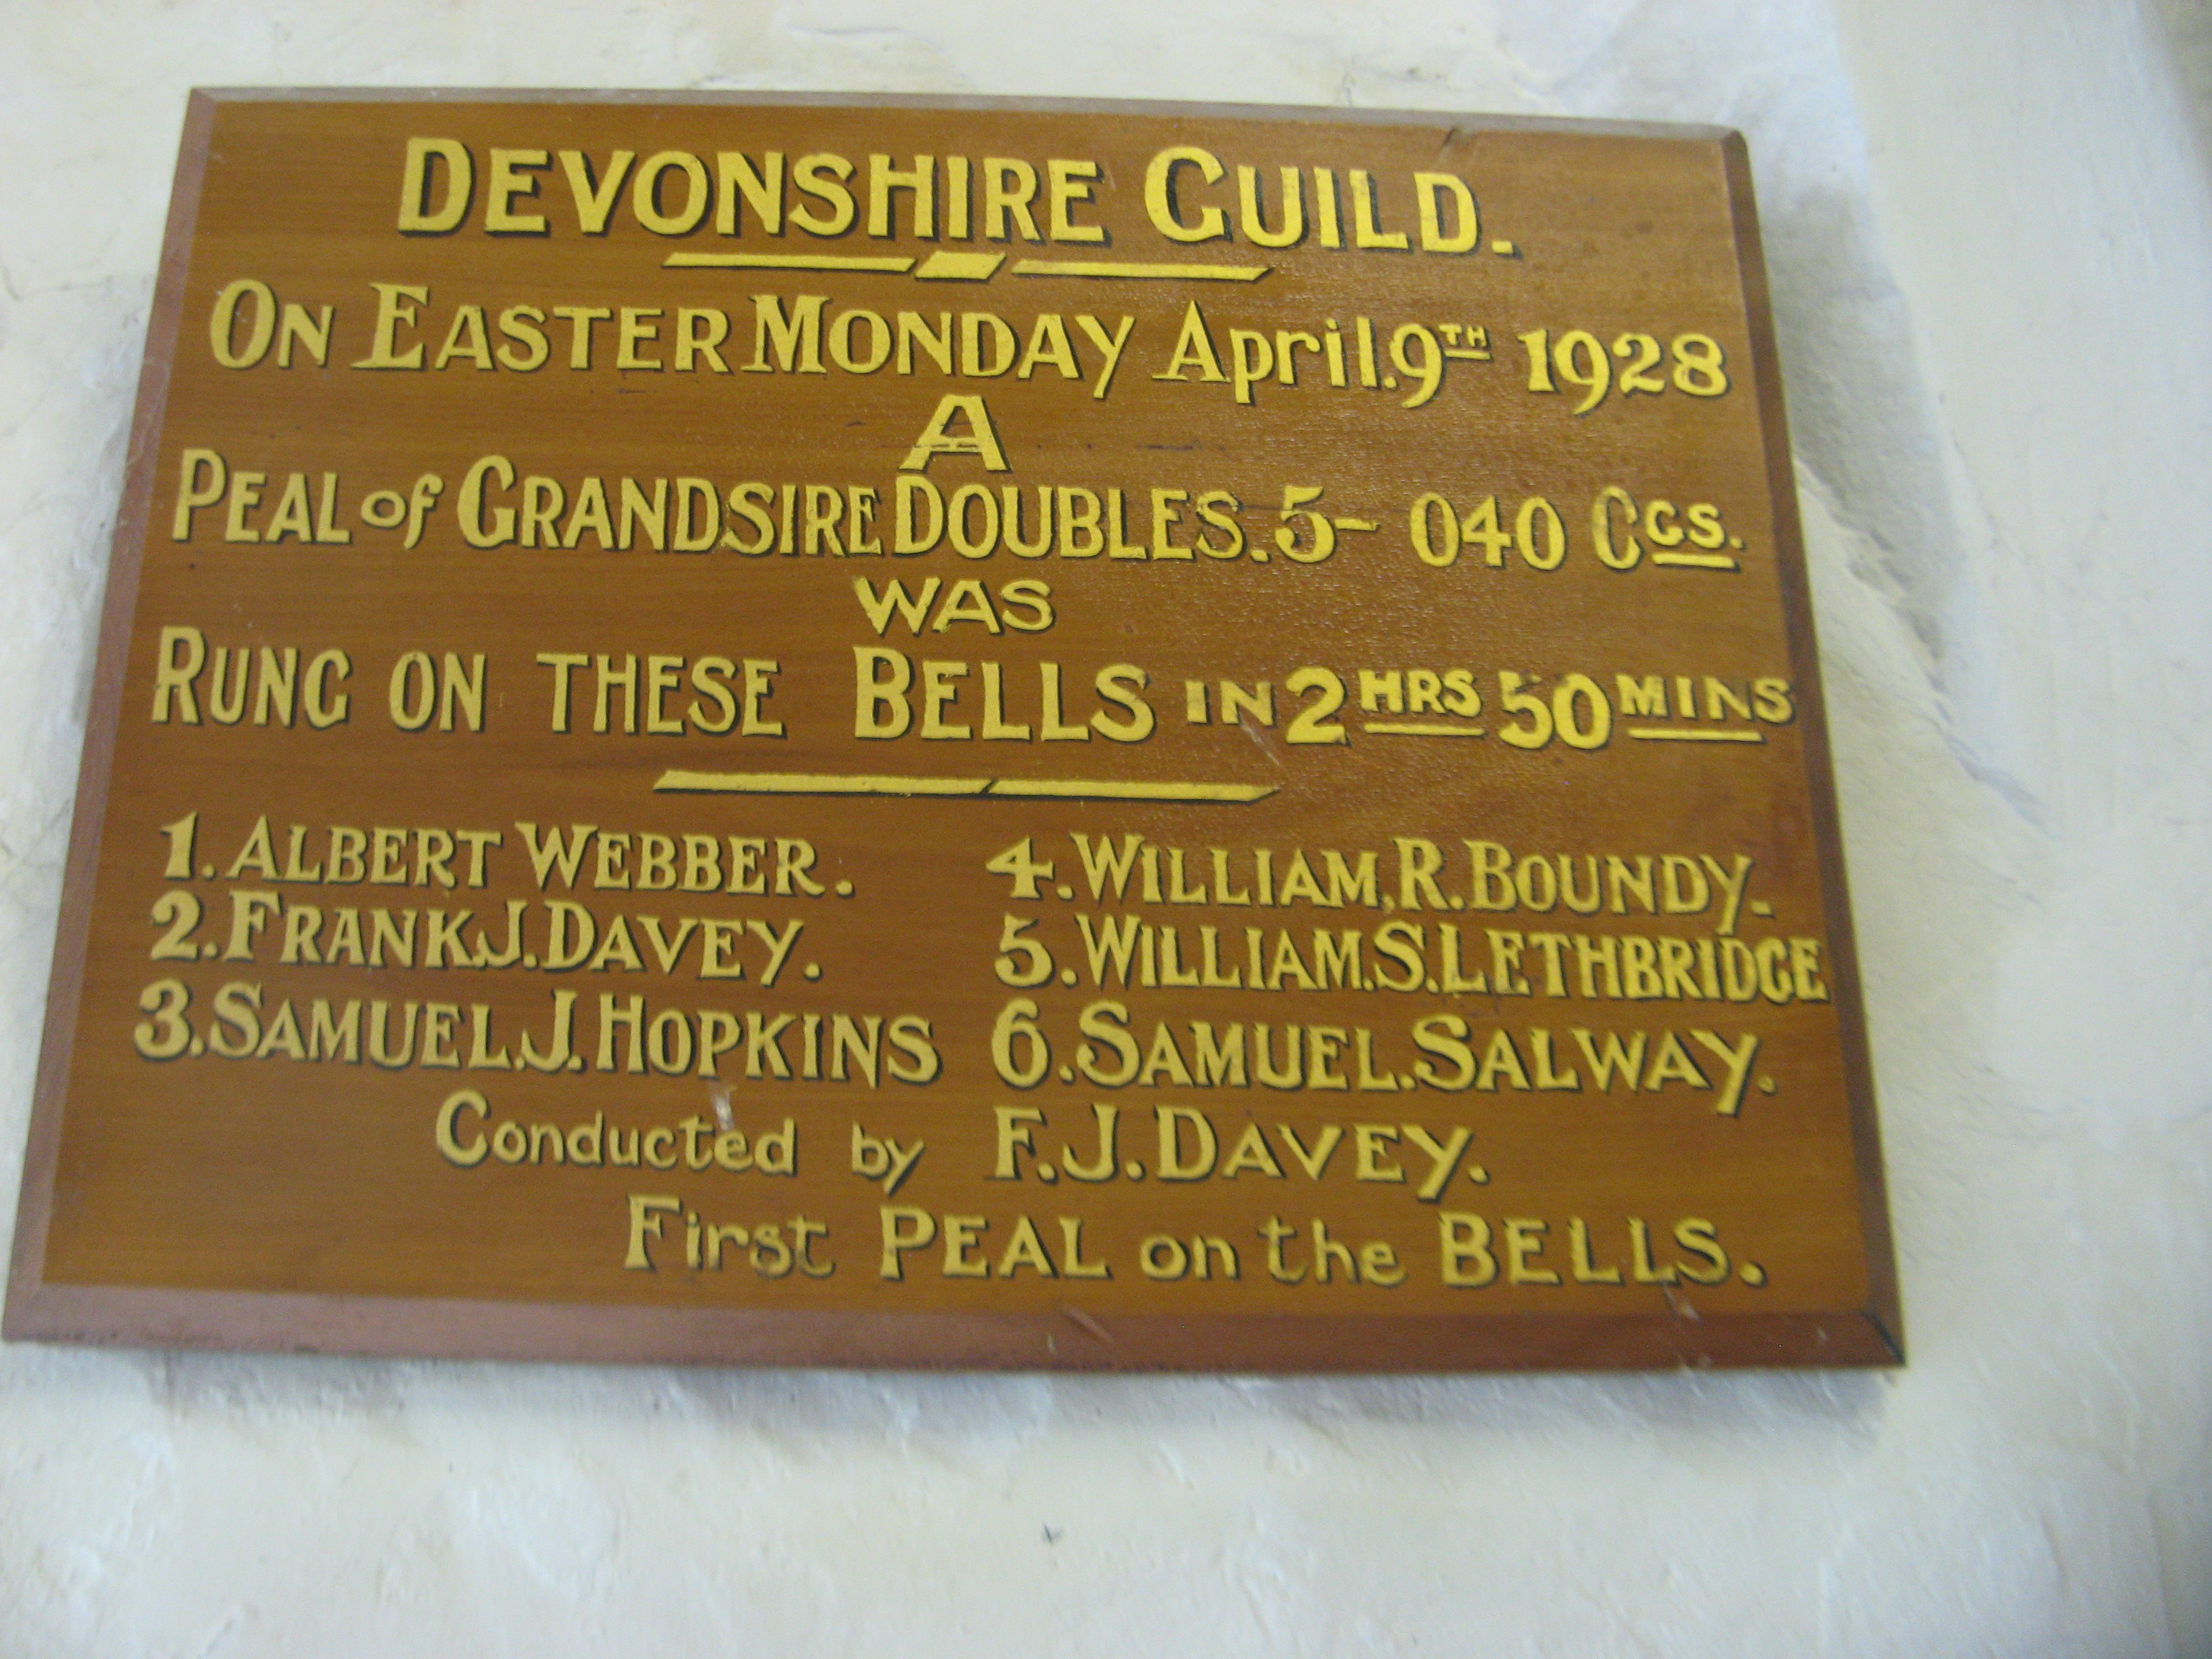 DEVONSHIRE GUILD.
ON EASTER MONDAY April.9TH 1928
A
PEAL of GRANDSIRE DOUBLES. 5- 040 CGS.
WAS
RUNG ON THESE BELLS IN 2 HRS 50 MINS
1. ALBERT WEBBER.
2. FRANK.J. DAVEY.
3. SAMUEL.J. HOPKINS
4. WILLIAM.R. BOUNDY.
5. WILLIAM.S. LETHBRIDGE
6. SAMUEL. SALWAY.
Conducted by F.J. DAVEY.
First PEAL on the BELLS.